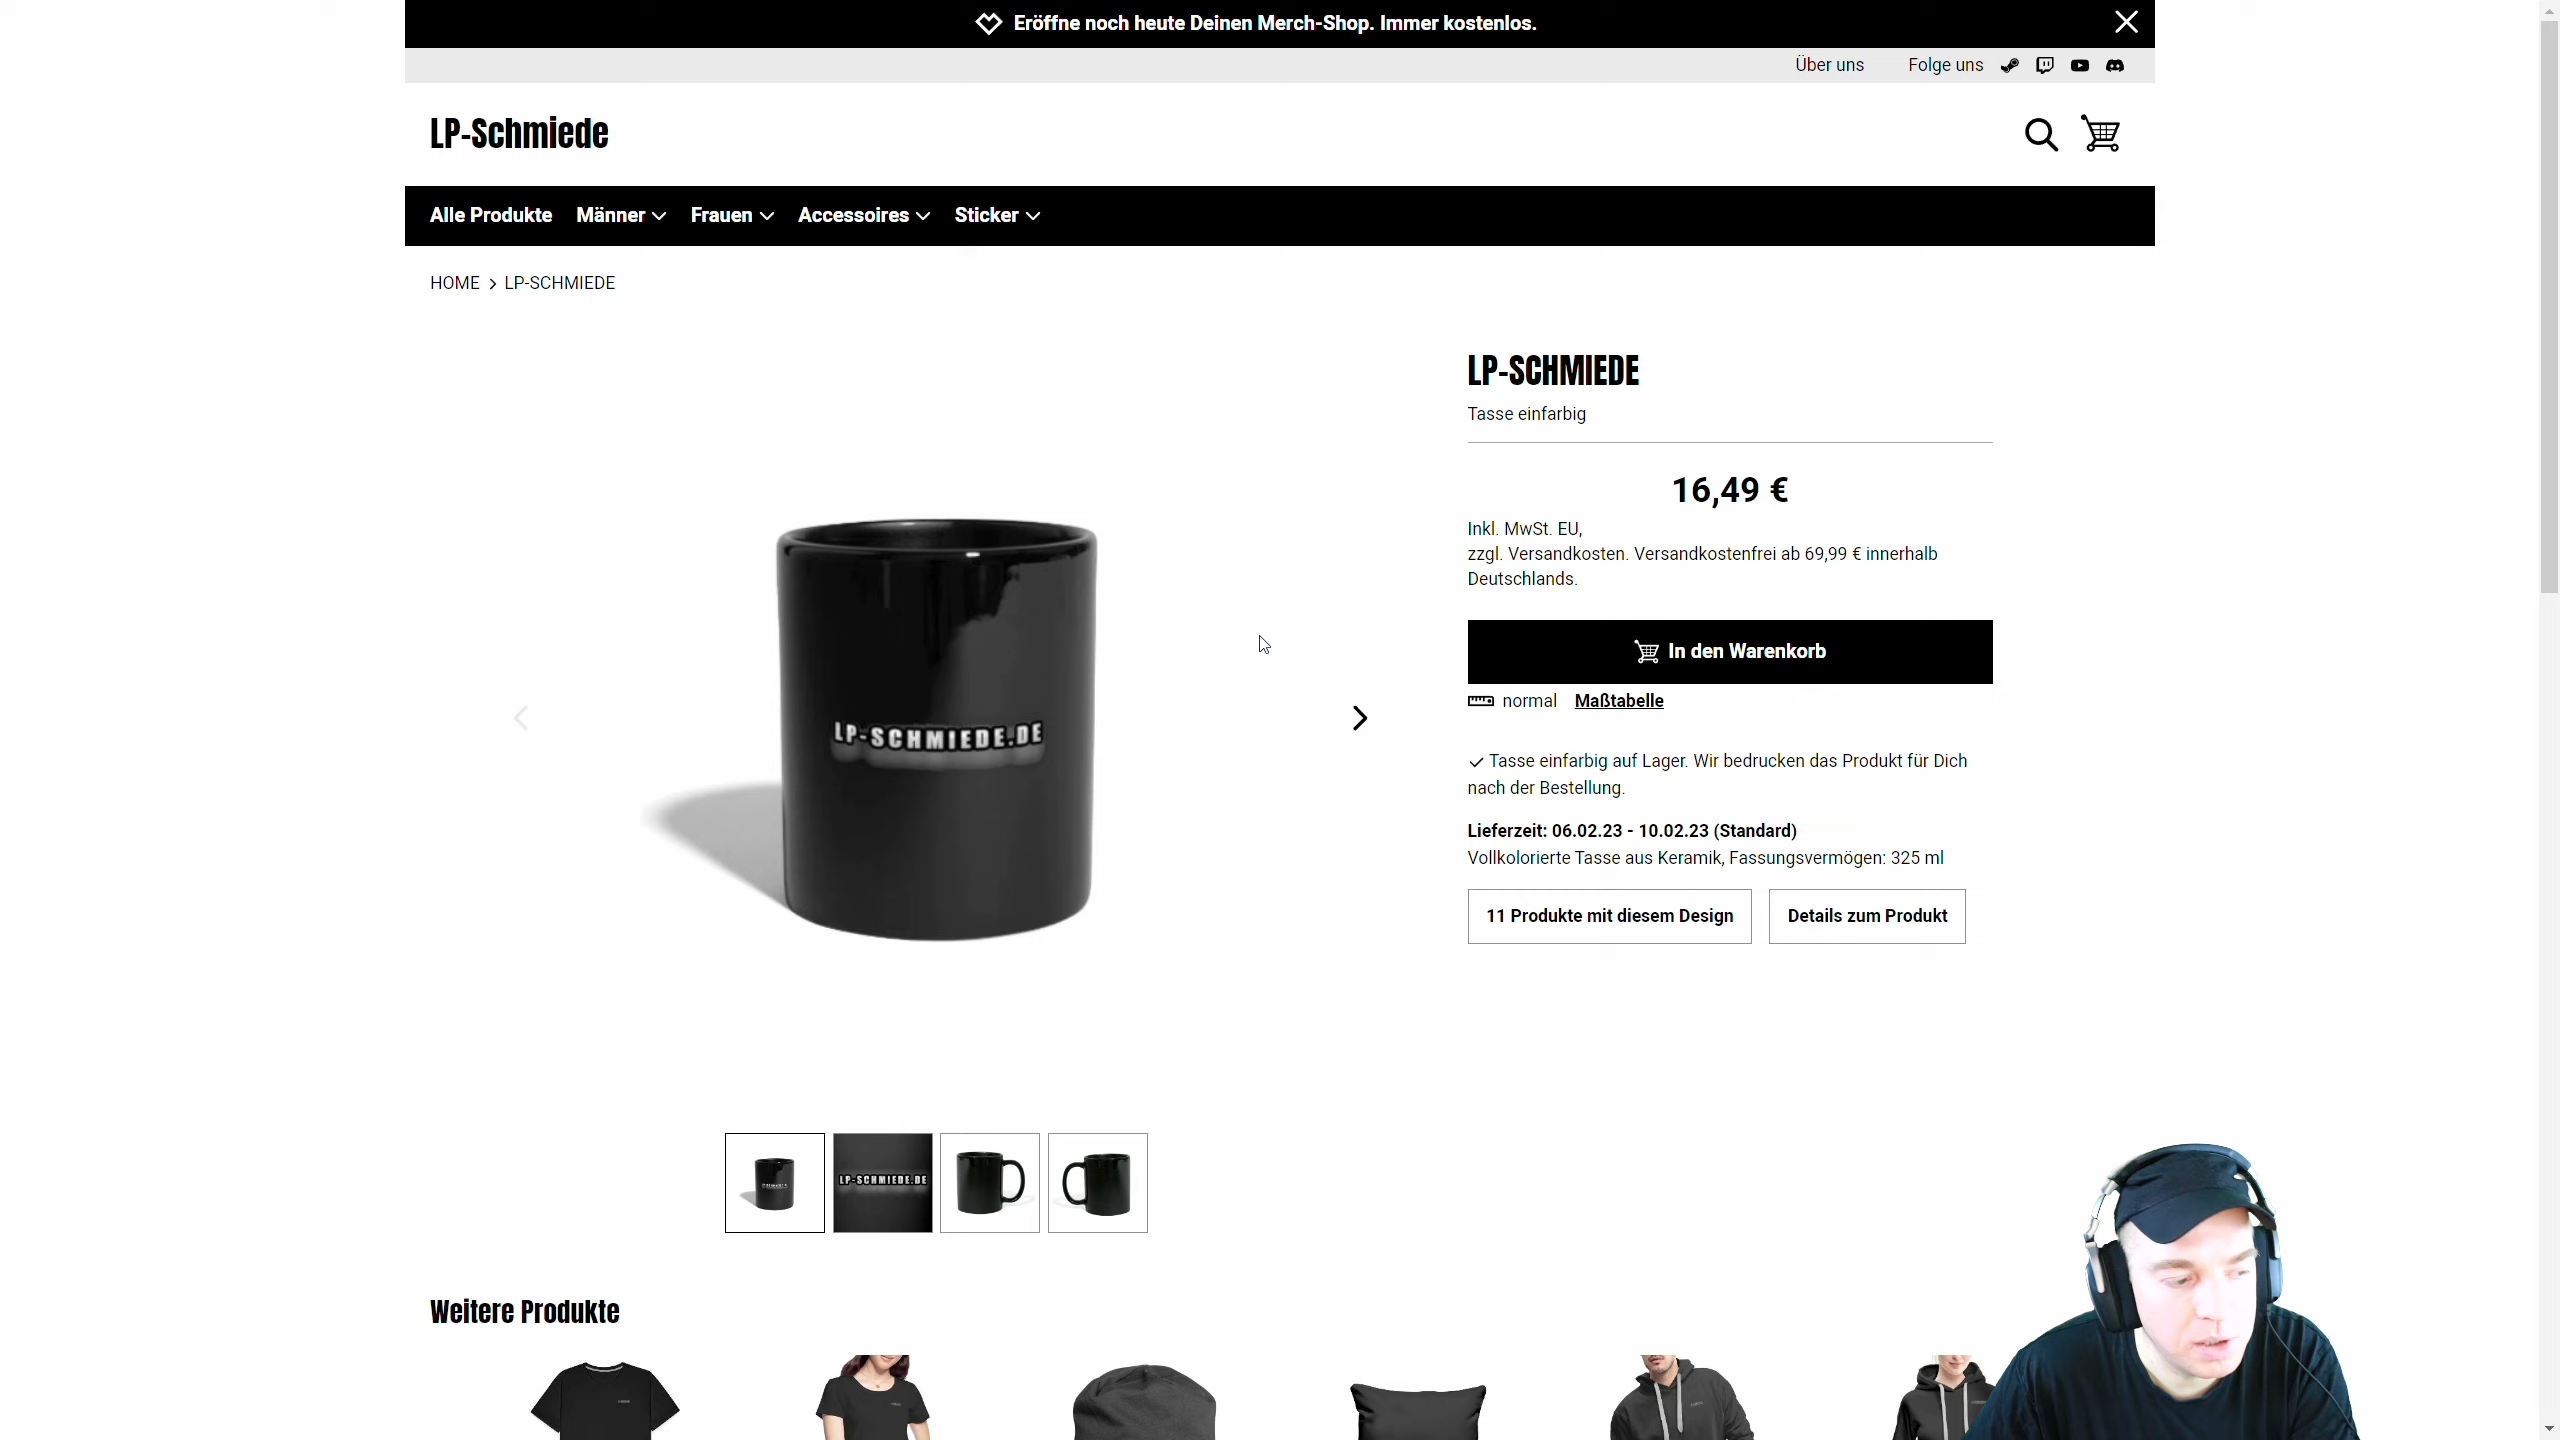 Eröffne noch heute Deinen Merch-Shop. Immer kostenlos.
Über uns Folge uns
LP-Schmiede
Alle Produkte Männer Frauen Accessoires Sticker
HOME > LP-SCHMIEDE
LP-SCHMIEDE
Tasse einfarbig
16,49 €
Inkl. MwSt. EU,
zzgl. Versandkosten. Versandkostenfrei ab 69,99 € innerhalb
Deutschlands.
In den Warenkorb
normal Maßtabelle
Tasse einfarbig auf Lager. Wir bedrucken das Produkt für Dich
nach der Bestellung.
Lieferzeit: 06.02.23 - 10.02.23 (Standard)
Vollkolorierte Tasse aus Keramik, Fassungsvermögen: 325 ml
11 Produkte mit diesem Design Details zum Produkt
LP-SCHMIEDE.DE
LP-SCHMIEDE.DE
Weitere Produkte